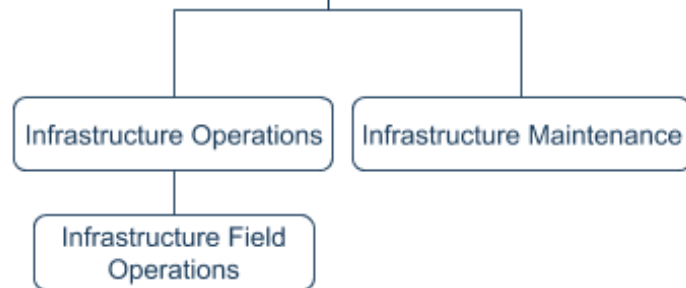 Infrastructure Operations
Infrastructure Maintenance
Infrastructure Field
Operations